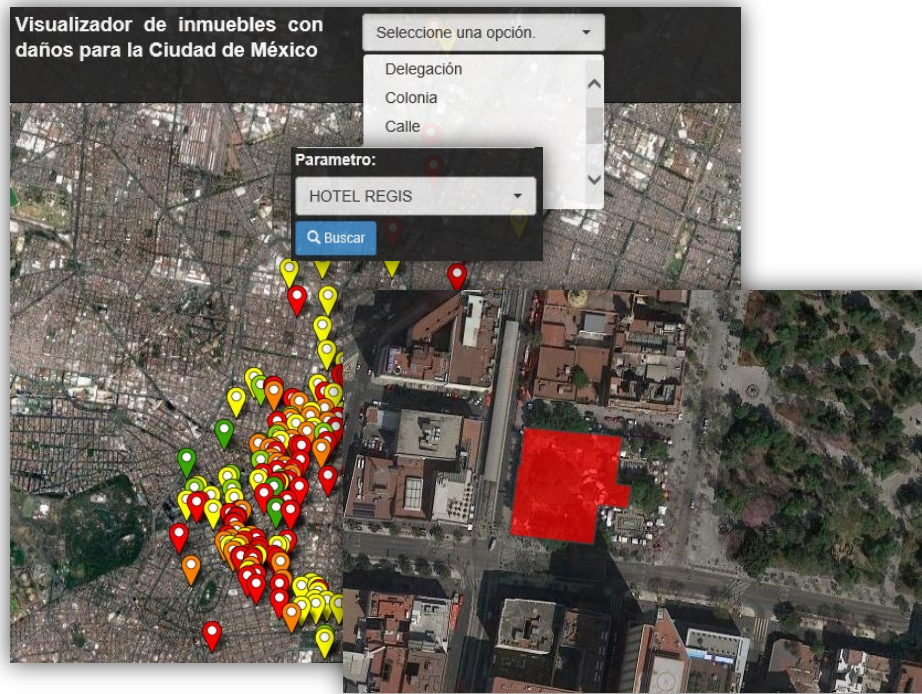 Visualizador de inmuebles con
daños para la Ciudad de México
Seleccione una opción.
Delegación
Colonia
Calle
Parametro:
HOTEL REGIS
Buscar